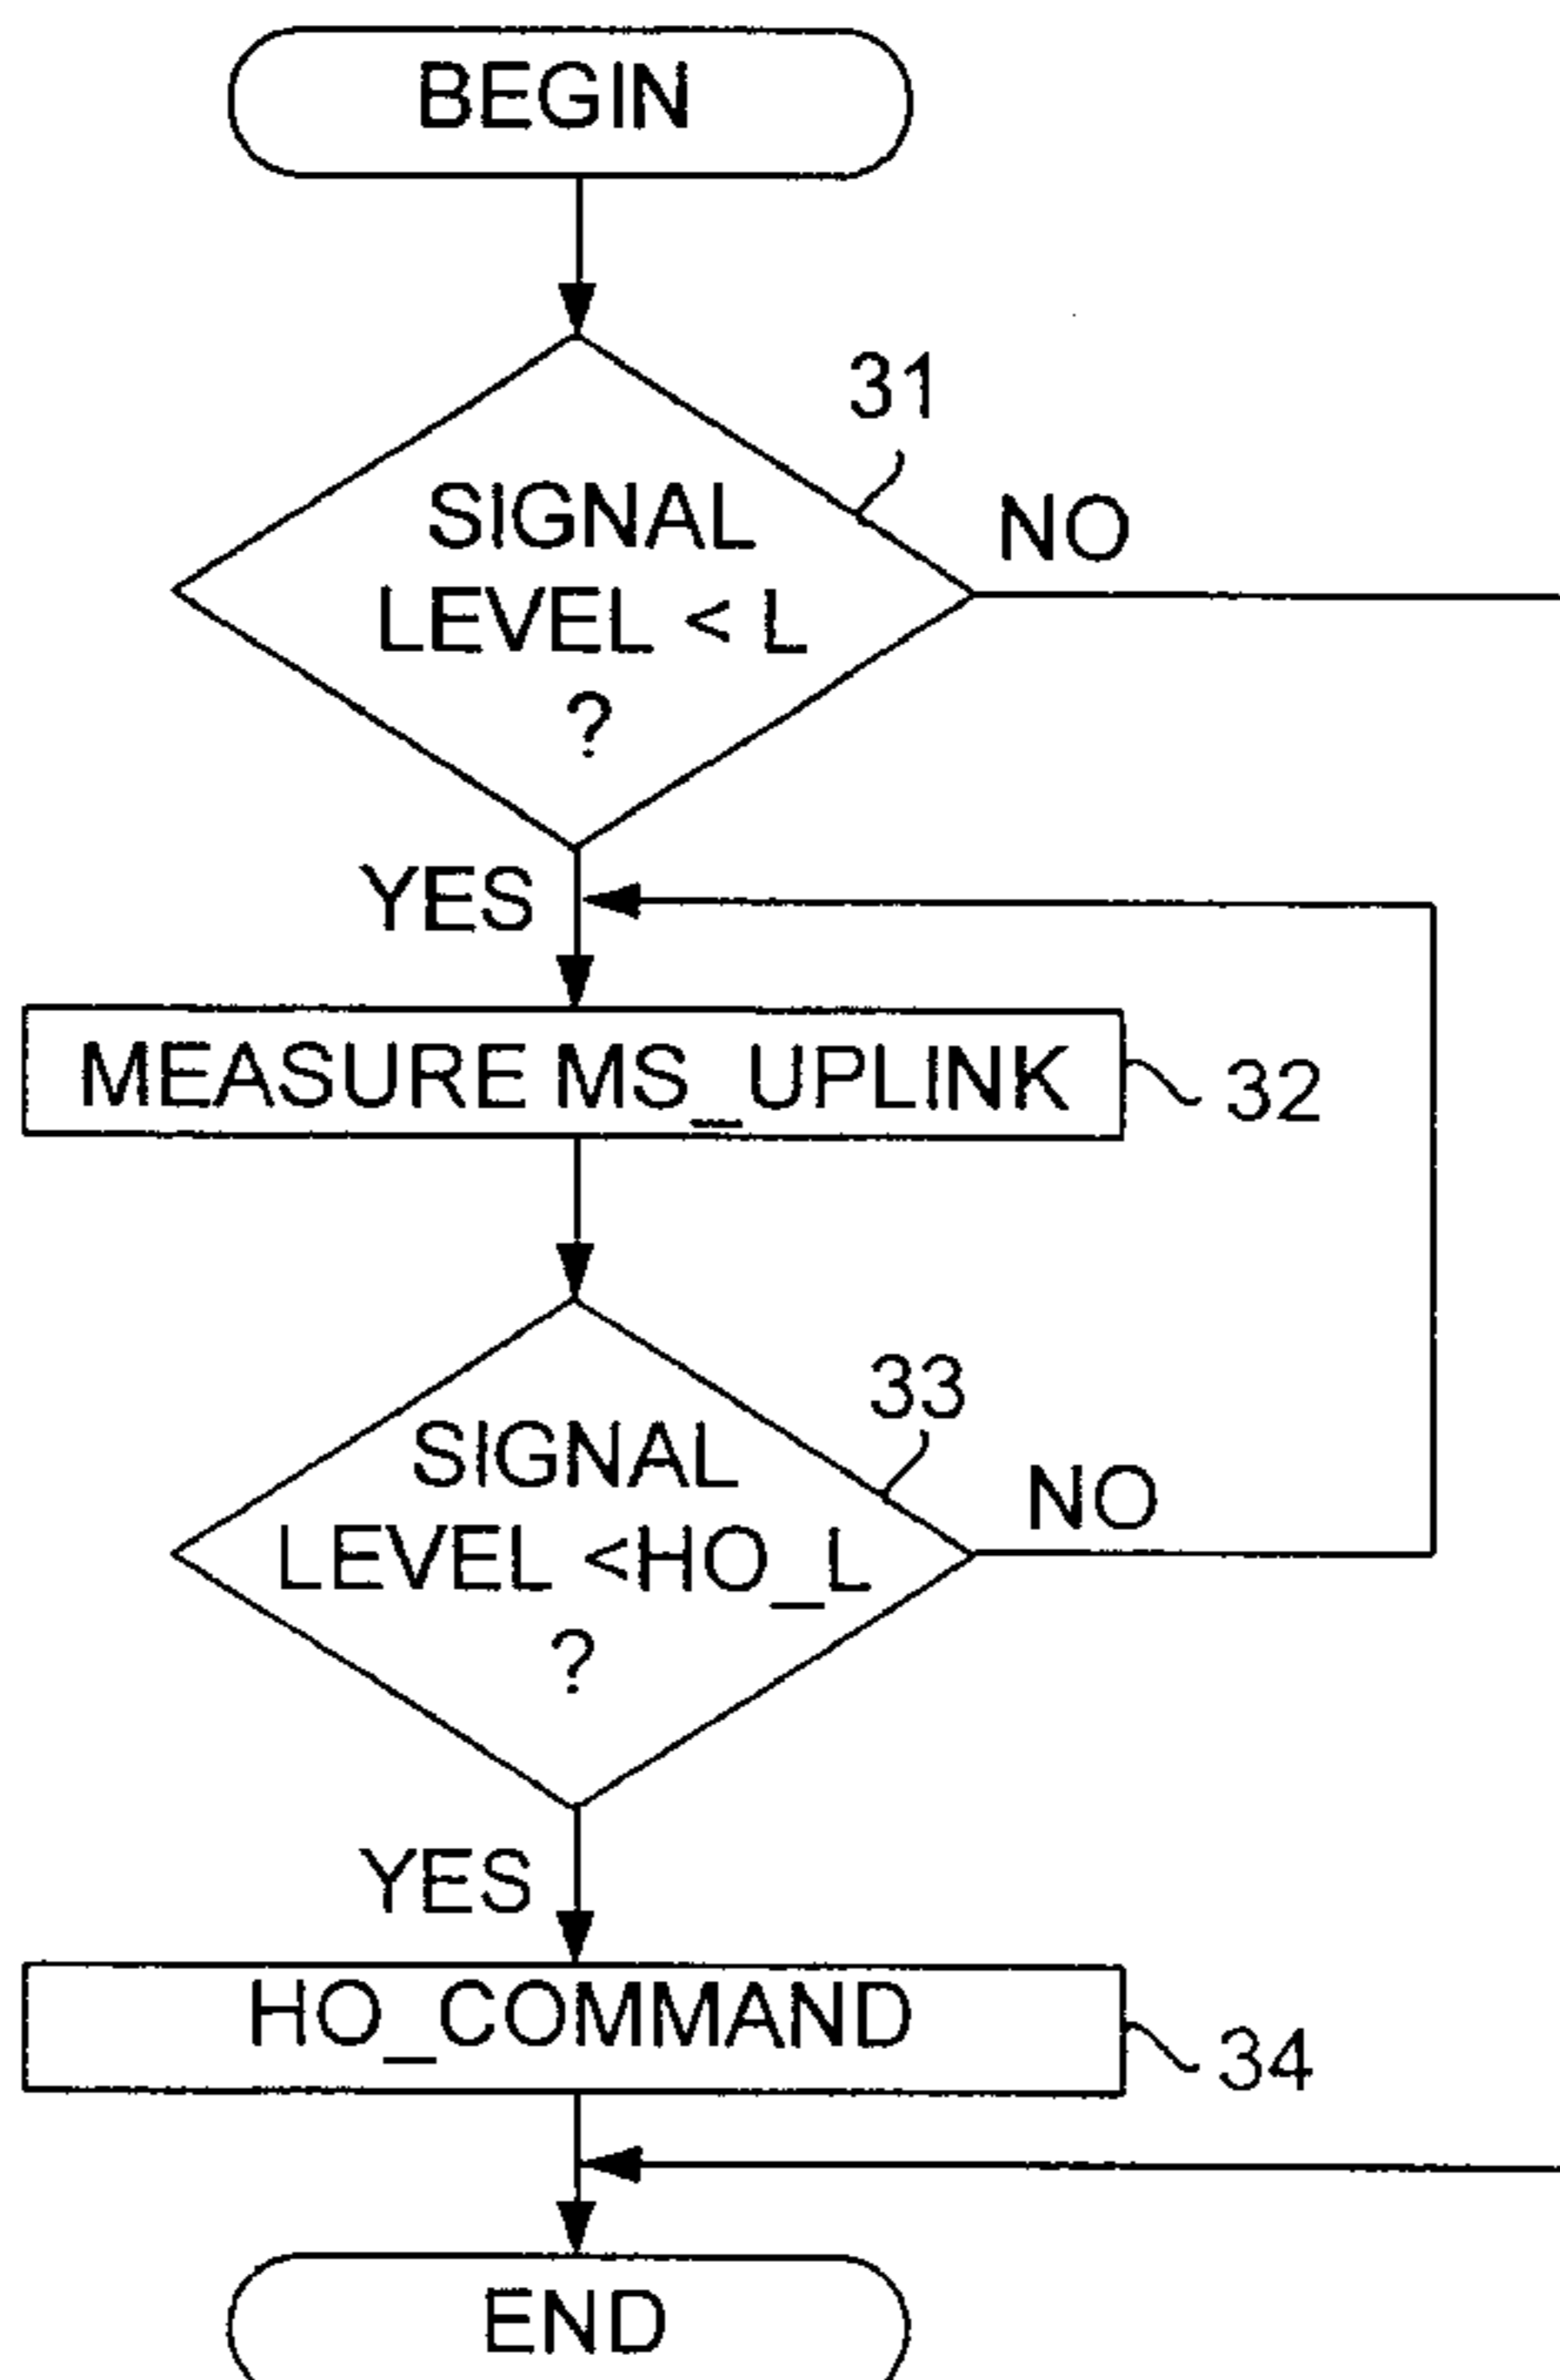 BEGIN
31
SIGNAL
LEVEL < L
?
NO
YES
MEASURE MS_UPLINK
32
33
SIGNAL
LEVEL <HO_L
?
NO
YES
HO_COMMAND
34
END